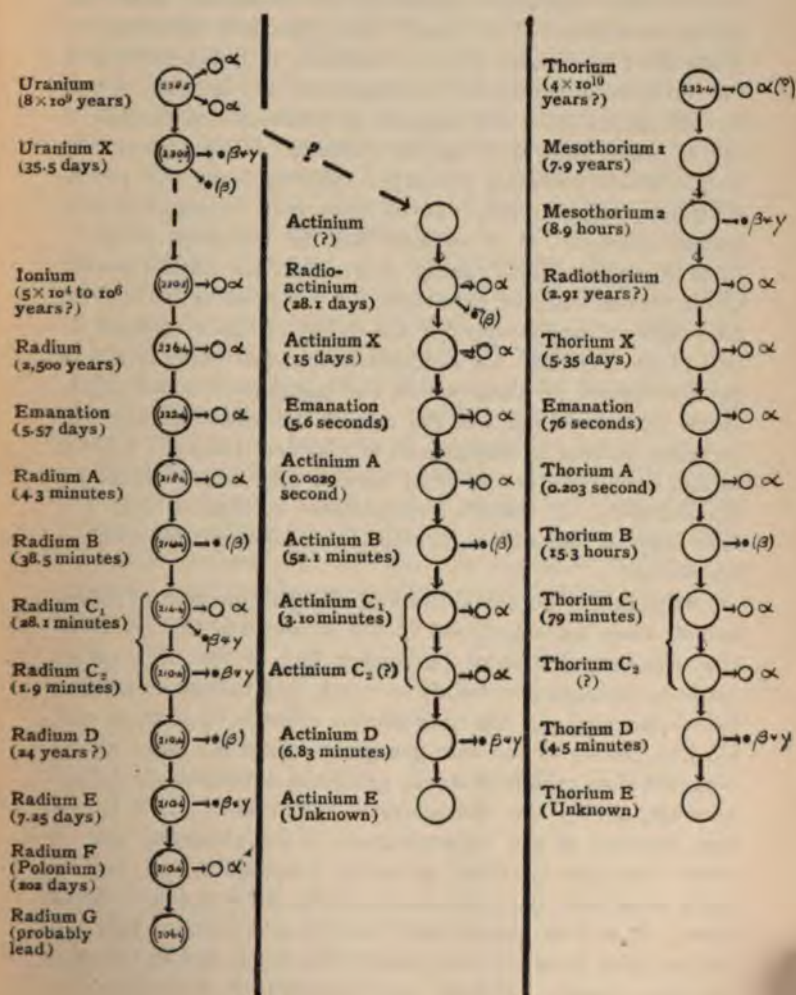 Uranium
(8 × 10⁹ years)
α
α
Uranium X
(35.5 days)
β+γ
(β)
Ionium
(5 × 10⁴ to 10⁶
years?)
α
Radium
(2,500 years)
α
Emanation
(5.57 days)
α
Radium A
(4.3 minutes)
α
Radium B
(38.5 minutes)
(β)
Radium C₁
(28.1 minutes)
α
β+γ
Radium C₂
(1.9 minutes)
β+γ
Radium D
(24 years?)
(β)
Radium E
(7.25 days)
β+γ
Radium F
(Polonium)
(202 days)
α
Radium G
(probably
lead)
?
Actinium
(?)
Radio-
actinium
(28.1 days)
α
(β)
Actinium X
(15 days)
α
Emanation
(5.6 seconds)
α
Actinium A
(0.0029
second)
α
Actinium B
(52.1 minutes)
(β)
Actinium C₁
(3.10 minutes)
α
Actinium C₂ (?)
α
Actinium D
(6.83 minutes)
β+γ
Actinium E
(Unknown)
Thorium
(4 × 10¹⁰
years?)
232.4
α(?)
Mesothorium 1
(7.9 years)
Mesothorium 2
(8.9 hours)
β+γ
Radiothorium
(2.91 years?)
α
Thorium X
(5.35 days)
α
Emanation
(76 seconds)
α
Thorium A
(0.203 second)
α
Thorium B
(15.3 hours)
(β)
Thorium C₁
(79 minutes)
α
Thorium C₂
(?)
α
Thorium D
(4.5 minutes)
β+γ
Thorium E
(Unknown)